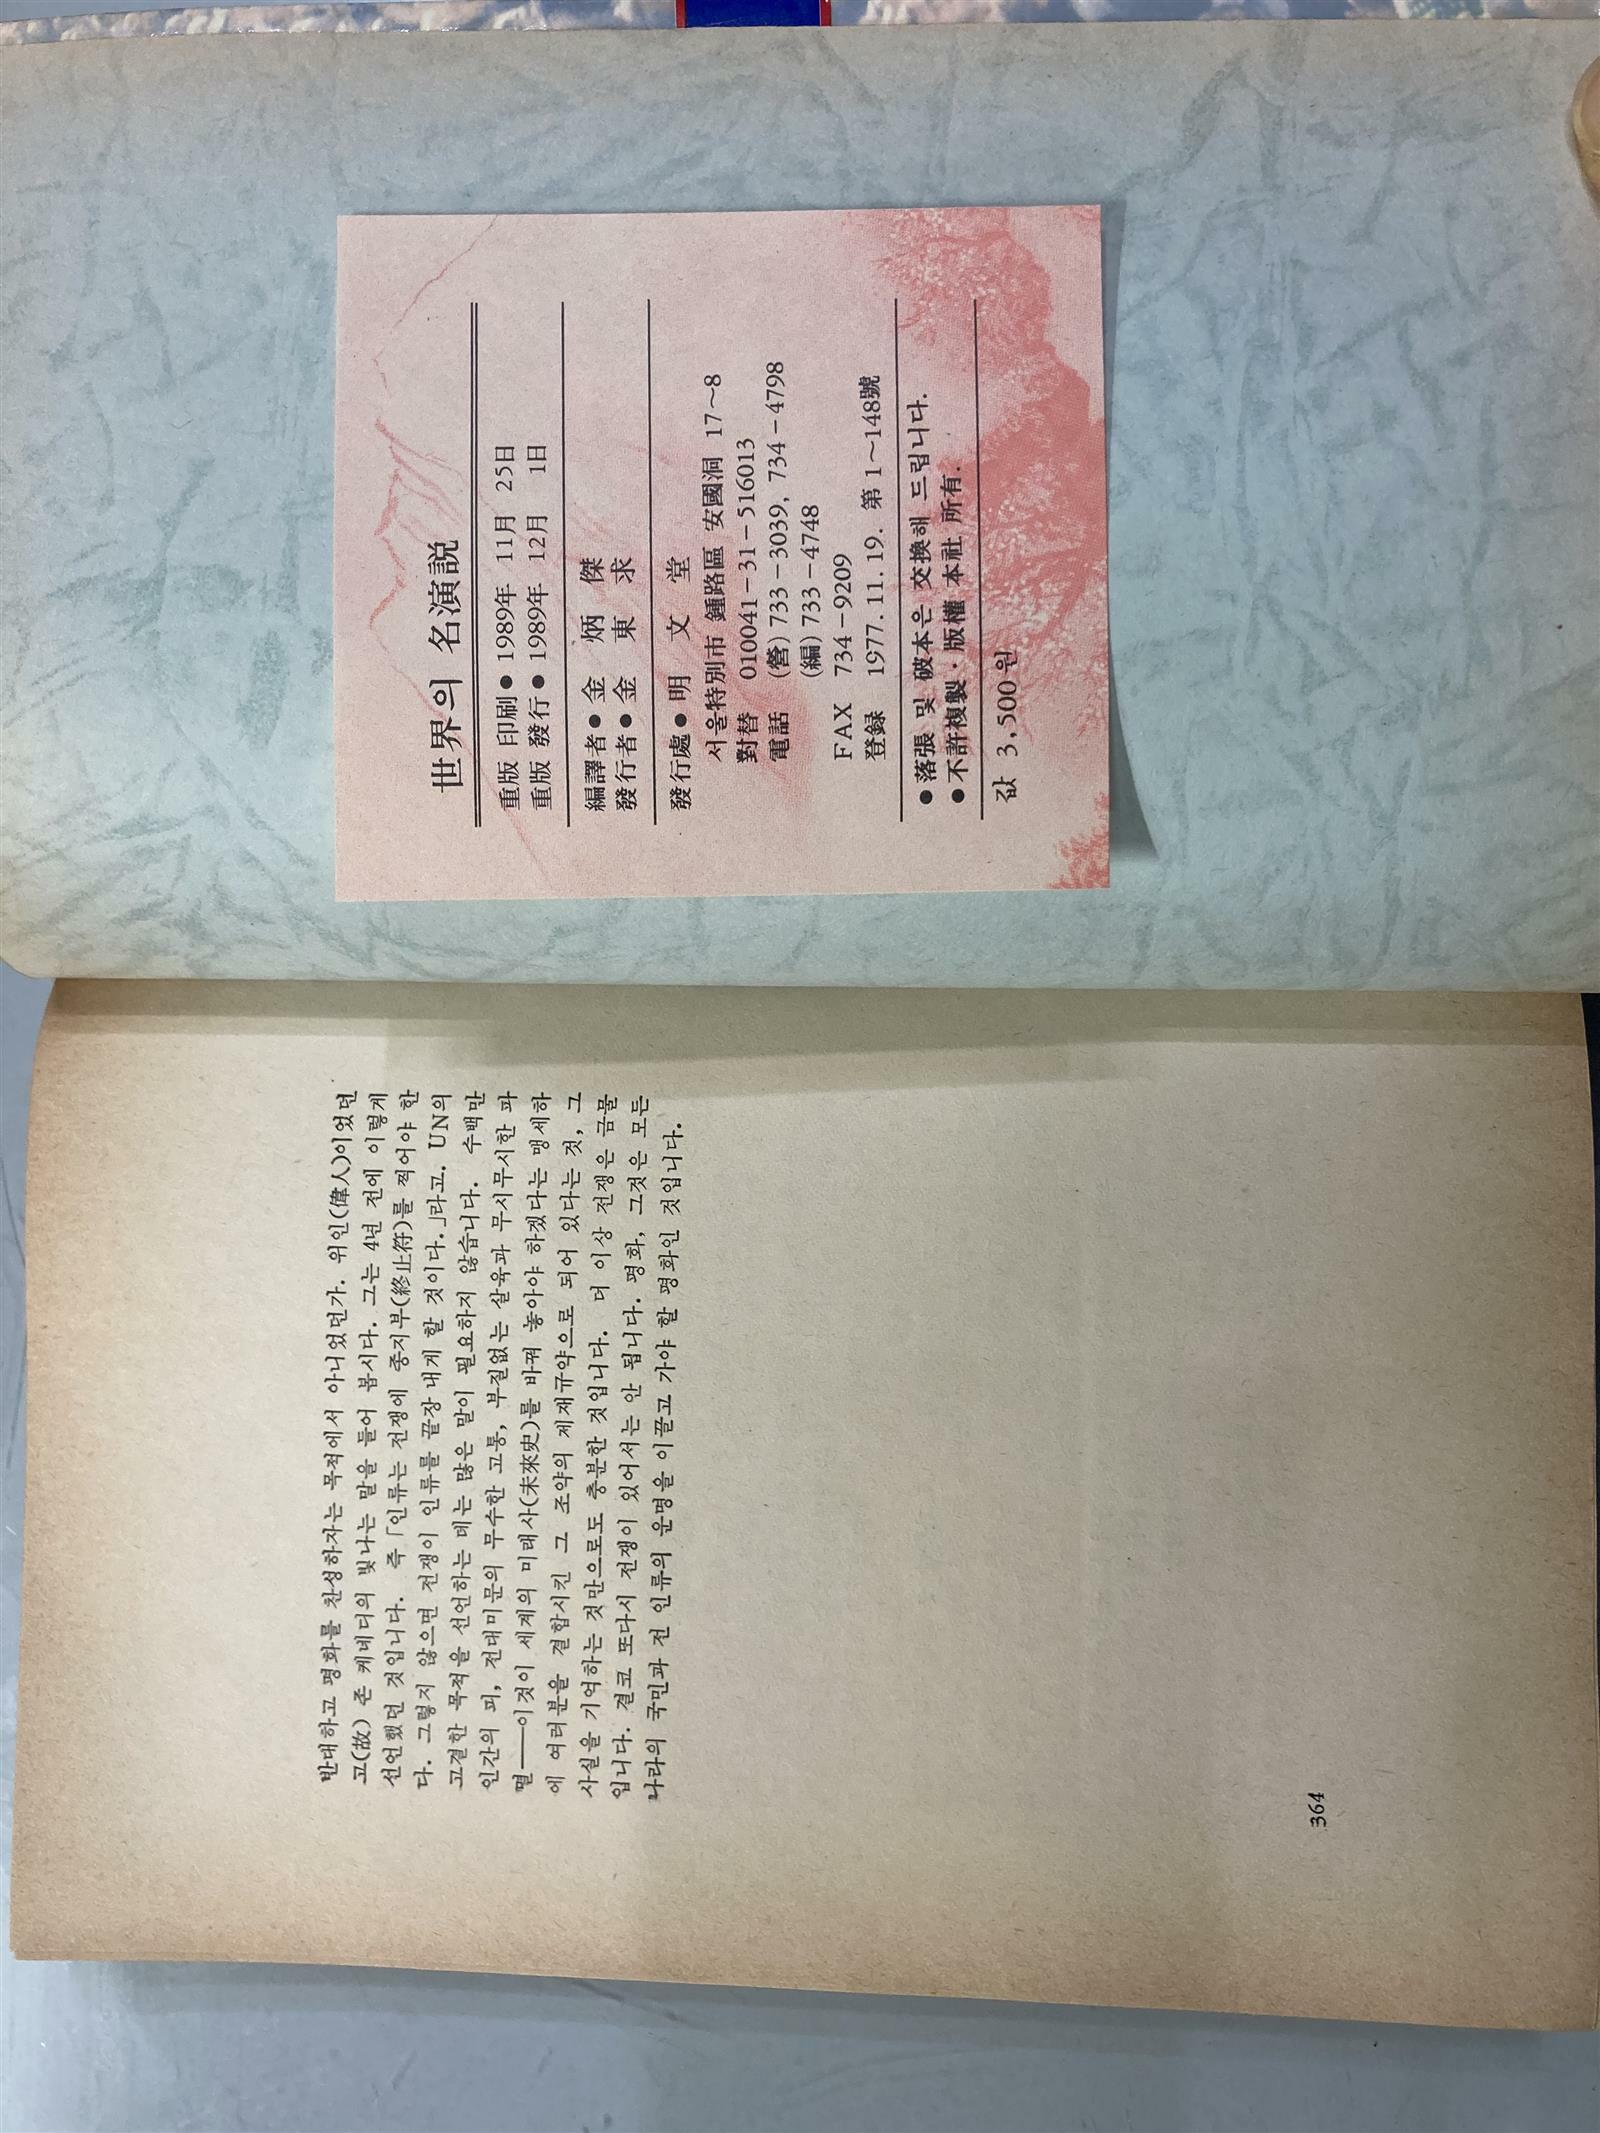 반대하고 평화를 찬성하자는 목적에서 아니었던가. 위인(偉人)이었던
고(故) 존 케네디의 빛나는 말을 들어 봅시다. 그는 4년 전에 이렇게
선언했던 것입니다. 즉 「인류는 전쟁에 종지부(終止符)를 찍어야 한
다. 그렇지 않으면 전쟁이 인류를 끝장내게 할 것이다.」라고. UN의
고결한 목적을 선언하는 데는 많은 말이 필요하지 않습니다. 수백만
인간의 피, 전대미문의 무수한 고통, 부질없는 살육과 무시무시한 파
멸──이것이 세계의 미래사(未來史)를 바꿔 놓아야 하겠다는 맹세하
에 여러분을 결합시킨 그 조약의 제재규약으로 되어 있다는 것, 그
사실을 기억하는 것만으로도 충분한 것입니다. 더 이상 전쟁은 금물
입니다. 결코 또다시 전쟁이 있어서는 안 됩니다. 평화, 그것은 모든
나라의 국민과 전 인류의 운명을 이끌고 가야 할 평화인 것입니다.
364
世界의 名演説
重版 印刷● 1989年 11月 25日
重版 發行● 1989年 12月 1日
編譯者● 金 炳 傑
發行者● 金 東 求
發行處● 明 文 堂
서울特別市 鍾路區 安國洞 17~8
對替 010041-31-516013
電話 (營) 733-3039, 734-4798
(編) 733-4748
FAX 734-9209
登録 1977. 11. 19. 第 1~148號
● 落張 및 破本은 交換해 드립니다.
● 不許複製·版權 本社 所有.
값 3,500원